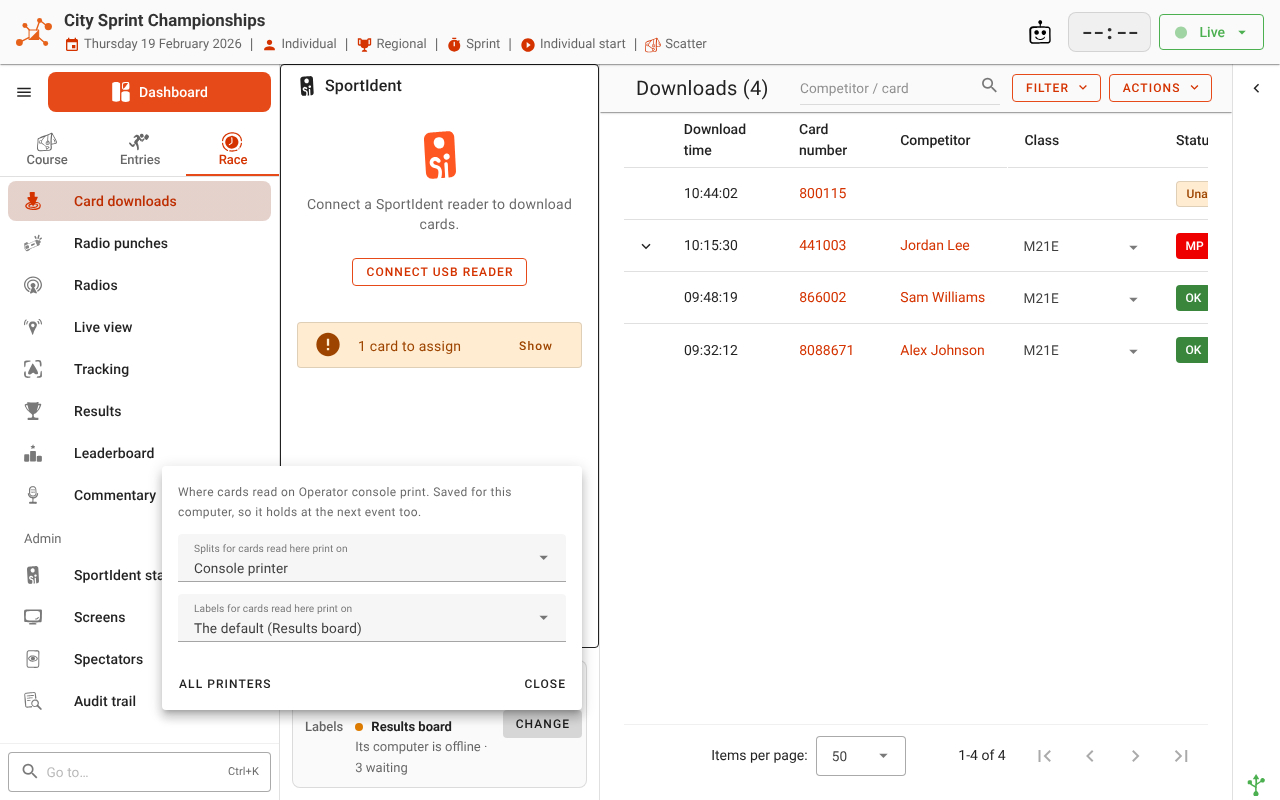 City Sprint Championships
Thursday 19 February 2026 | Individual | Regional | Sprint | Individual start | Scatter
--:--
Live
Dashboard
Course
Entries
Race
Card downloads
Radio punches
Radios
Live view
Tracking
Results
Leaderboard
Commentary
Admin
SportIdent sta
Screens
Spectators
Audit trail
Go to...
Ctrl+K
SportIdent
Si
Connect a SportIdent reader to download
cards.
CONNECT USB READER
1 card to assign
Show
Where cards read on Operator console print. Saved for this
computer, so it holds at the next event too.
Splits for cards read here print on
Console printer
Labels for cards read here print on
The default (Results board)
ALL PRINTERS
CLOSE
Labels
Results board
CHANGE
Its computer is offline ·
3 waiting
Downloads (4)
Competitor / card
FILTER
ACTIONS
Download time
Card number
Competitor
Class
Statu
10:44:02
800115
Una
10:15:30
441003
Jordan Lee
M21E
MP
09:48:19
866002
Sam Williams
M21E
OK
09:32:12
8088671
Alex Johnson
M21E
OK
Items per page:
50
1-4 of 4